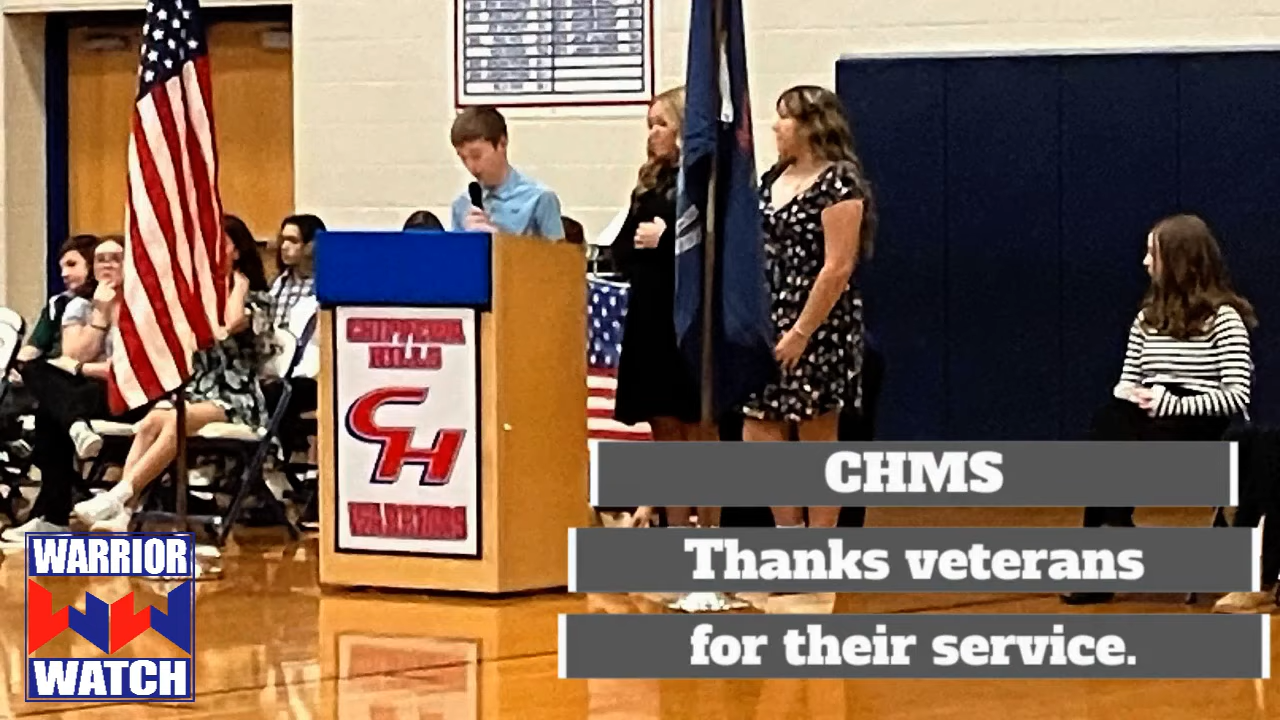 CHIPPEWA
HILLS
CH
WARRIORS
CHMS
Thanks veterans
for their service.
WARRIOR
WATCH